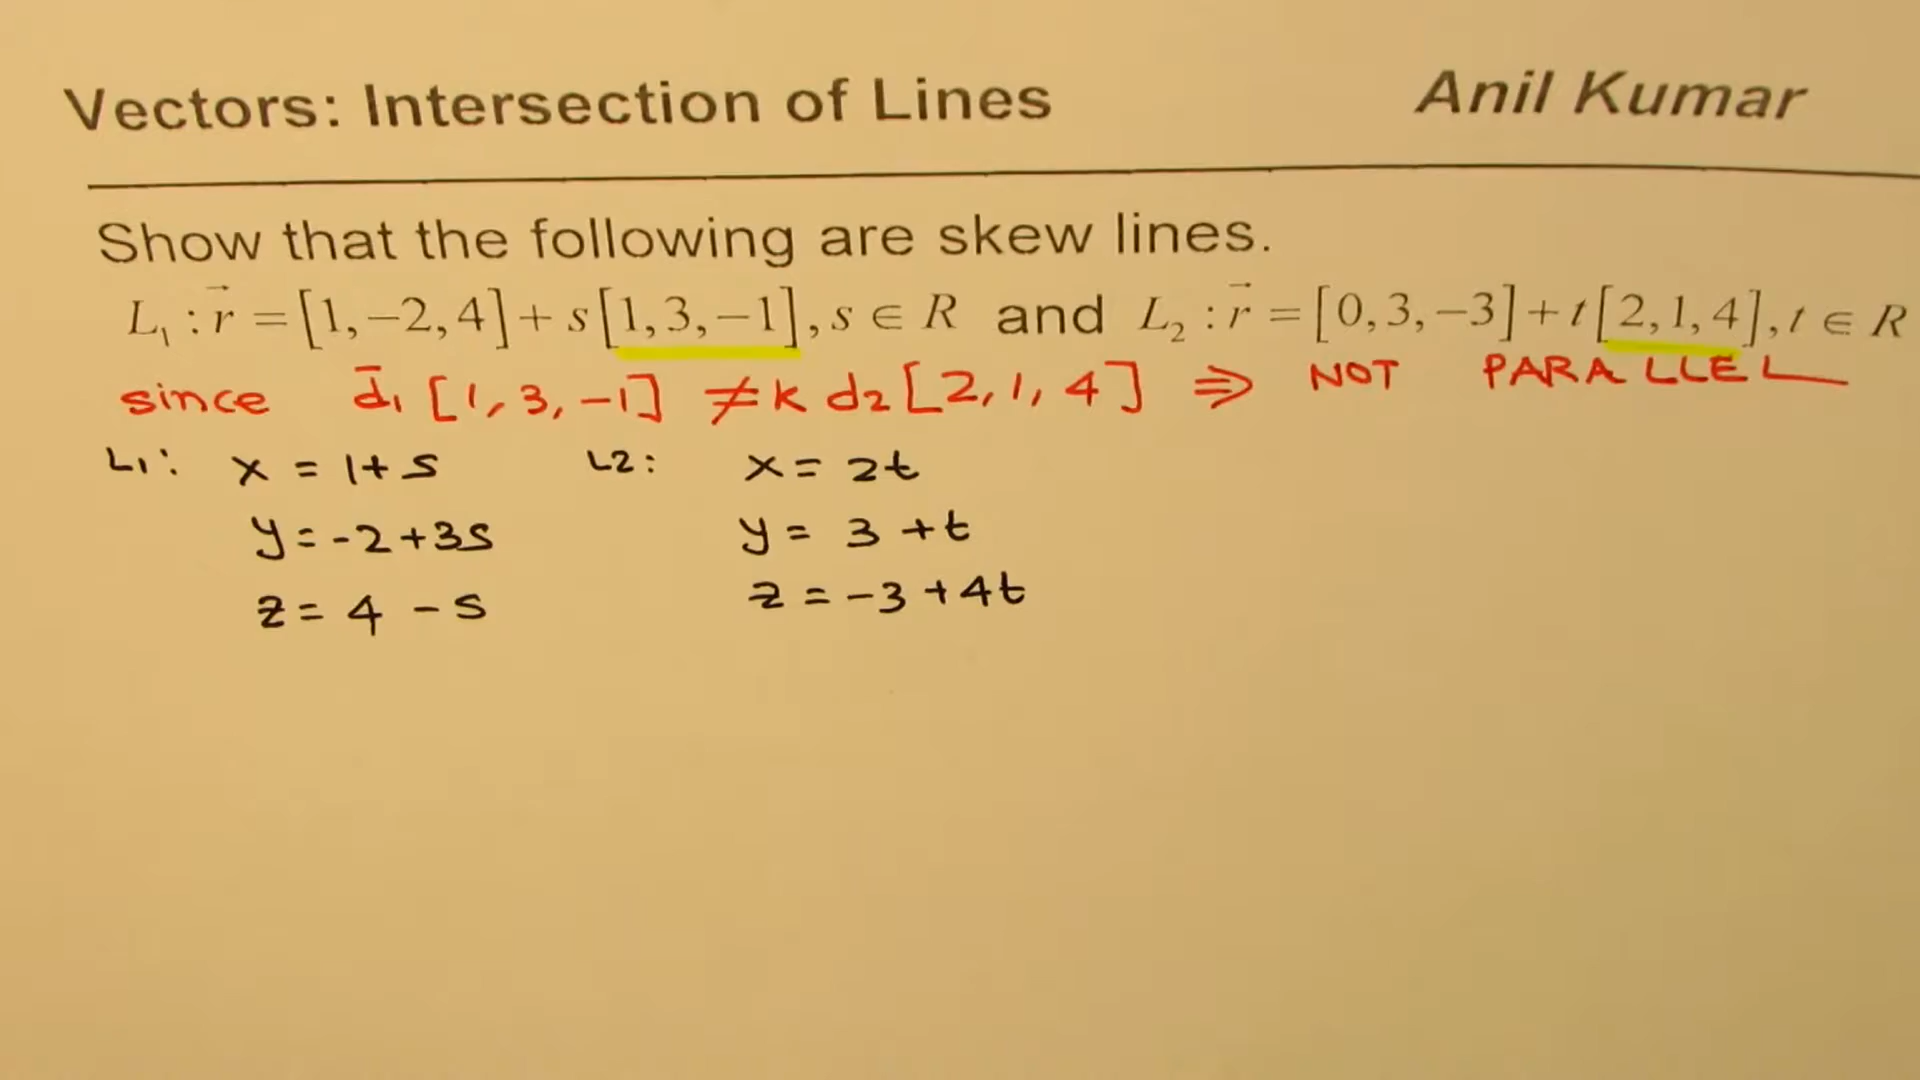 Vectors: Intersection of Lines Anil Kumar
Show that the following are skew lines.
L₁ : r⃗ = [1, −2, 4] + s[1, 3, −1], s ∈ R and L₂ : r⃗ = [0, 3, −3] + t[2, 1, 4], t ∈ R
since d̄₁ [1, 3, -1] ≠ k d₂ [2, 1, 4] ⇒ NOT PARALLEL
L1: x = 1 + s L2: x = 2t
y = -2 + 3s y = 3 + t
z = 4 - s z = -3 + 4t